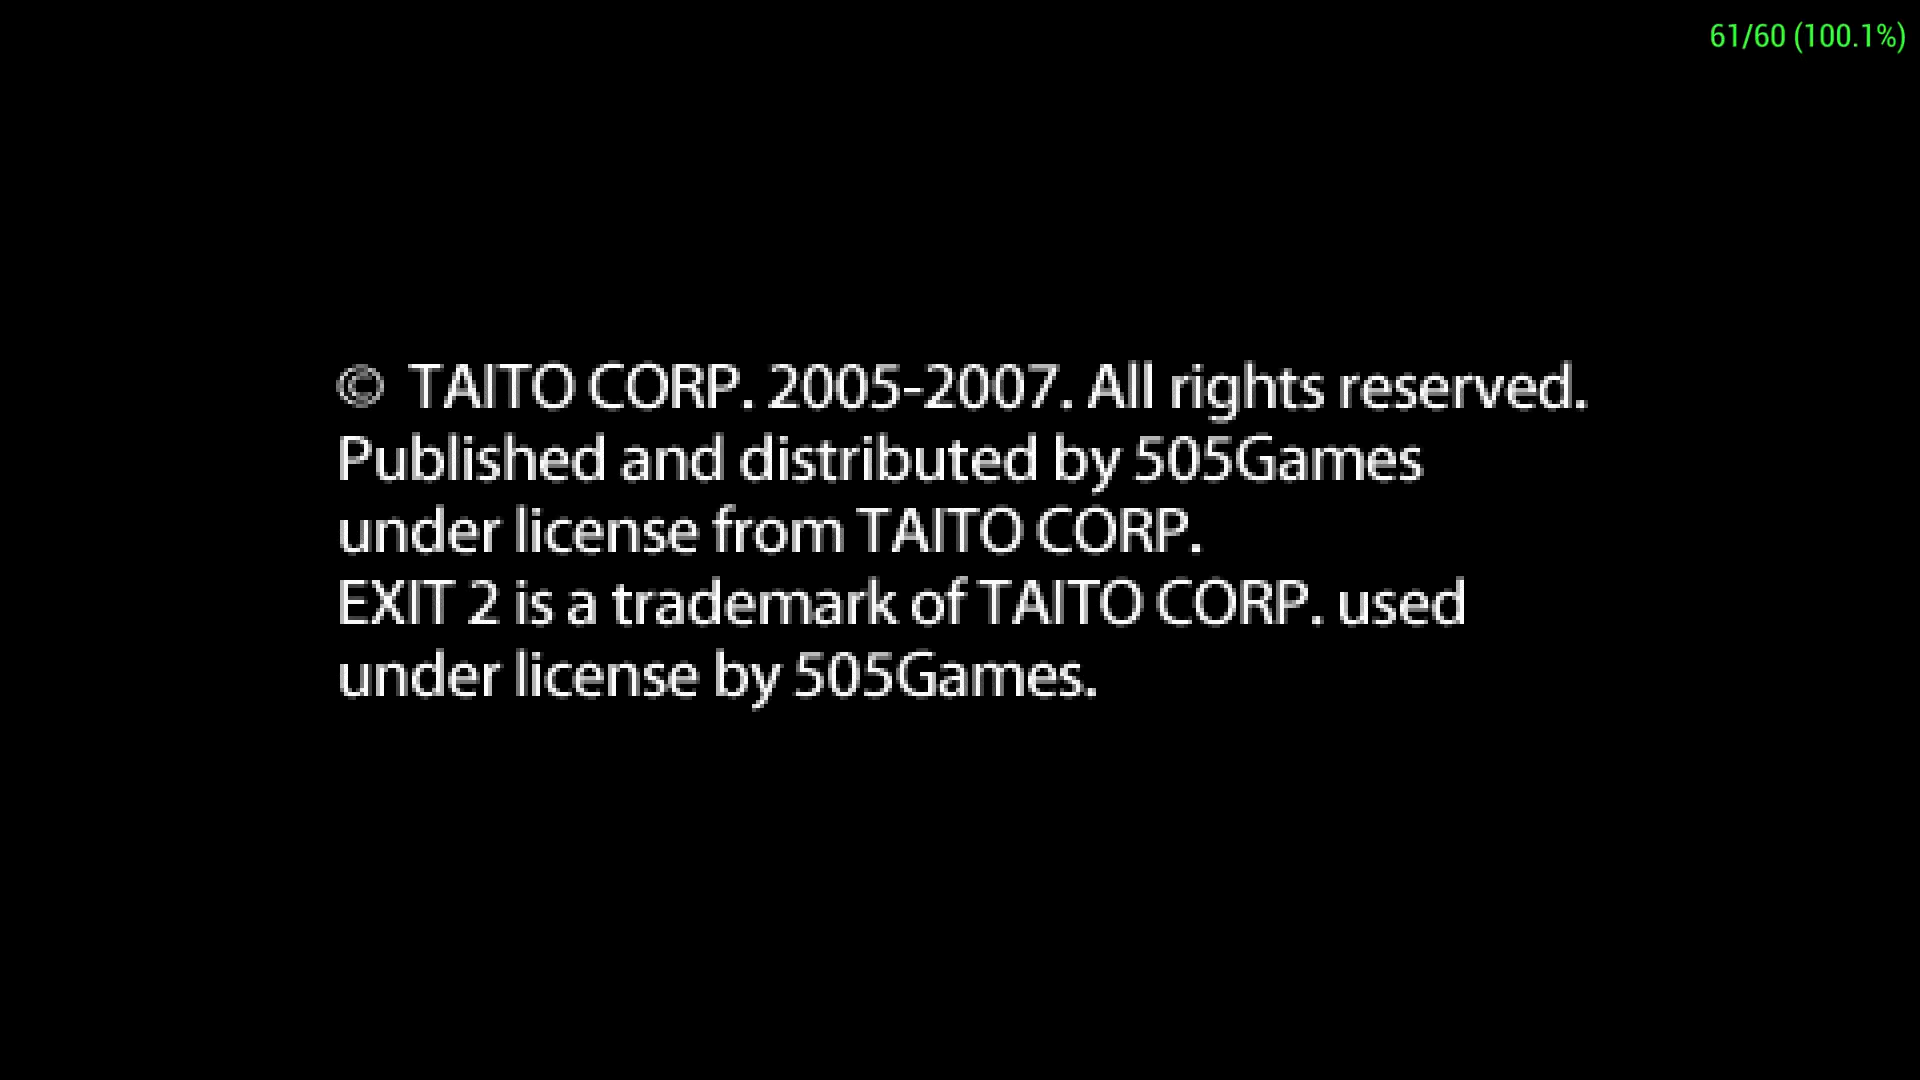 61/60 (100.1%)
© TAITO CORP. 2005-2007. All rights reserved.
Published and distributed by 505Games
under license from TAITO CORP.
EXIT 2 is a trademark of TAITO CORP. used
under license by 505Games.